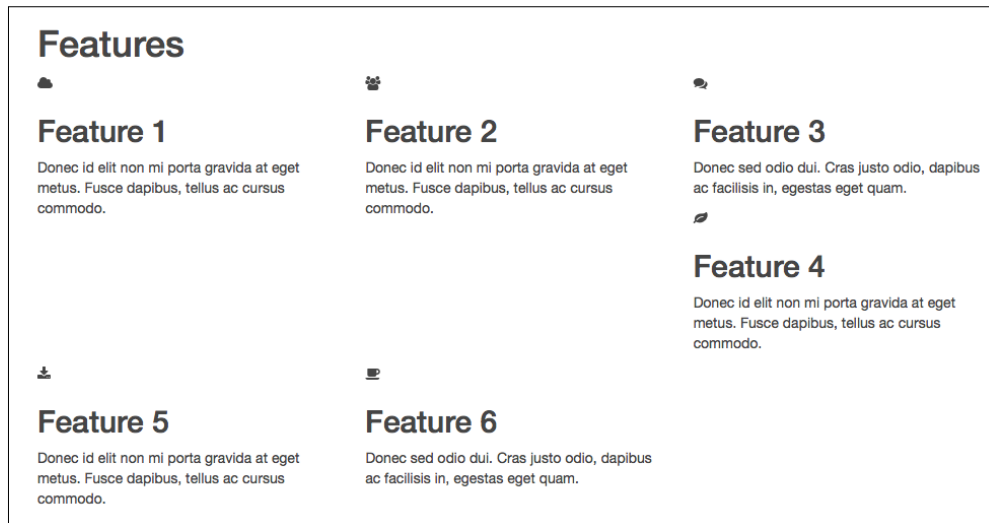 Features
Feature 1
Donec id elit non mi porta gravida at eget
metus. Fusce dapibus, tellus ac cursus
commodo.
Feature 2
Donec id elit non mi porta gravida at eget
metus. Fusce dapibus, tellus ac cursus
commodo.
Feature 3
Donec sed odio dui. Cras justo odio, dapibus
ac facilisis in, egestas eget quam.
Feature 4
Donec id elit non mi porta gravida at eget
metus. Fusce dapibus, tellus ac cursus
commodo.
Feature 5
Donec id elit non mi porta gravida at eget
metus. Fusce dapibus, tellus ac cursus
commodo.
Feature 6
Donec sed odio dui. Cras justo odio, dapibus
ac facilisis in, egestas eget quam.